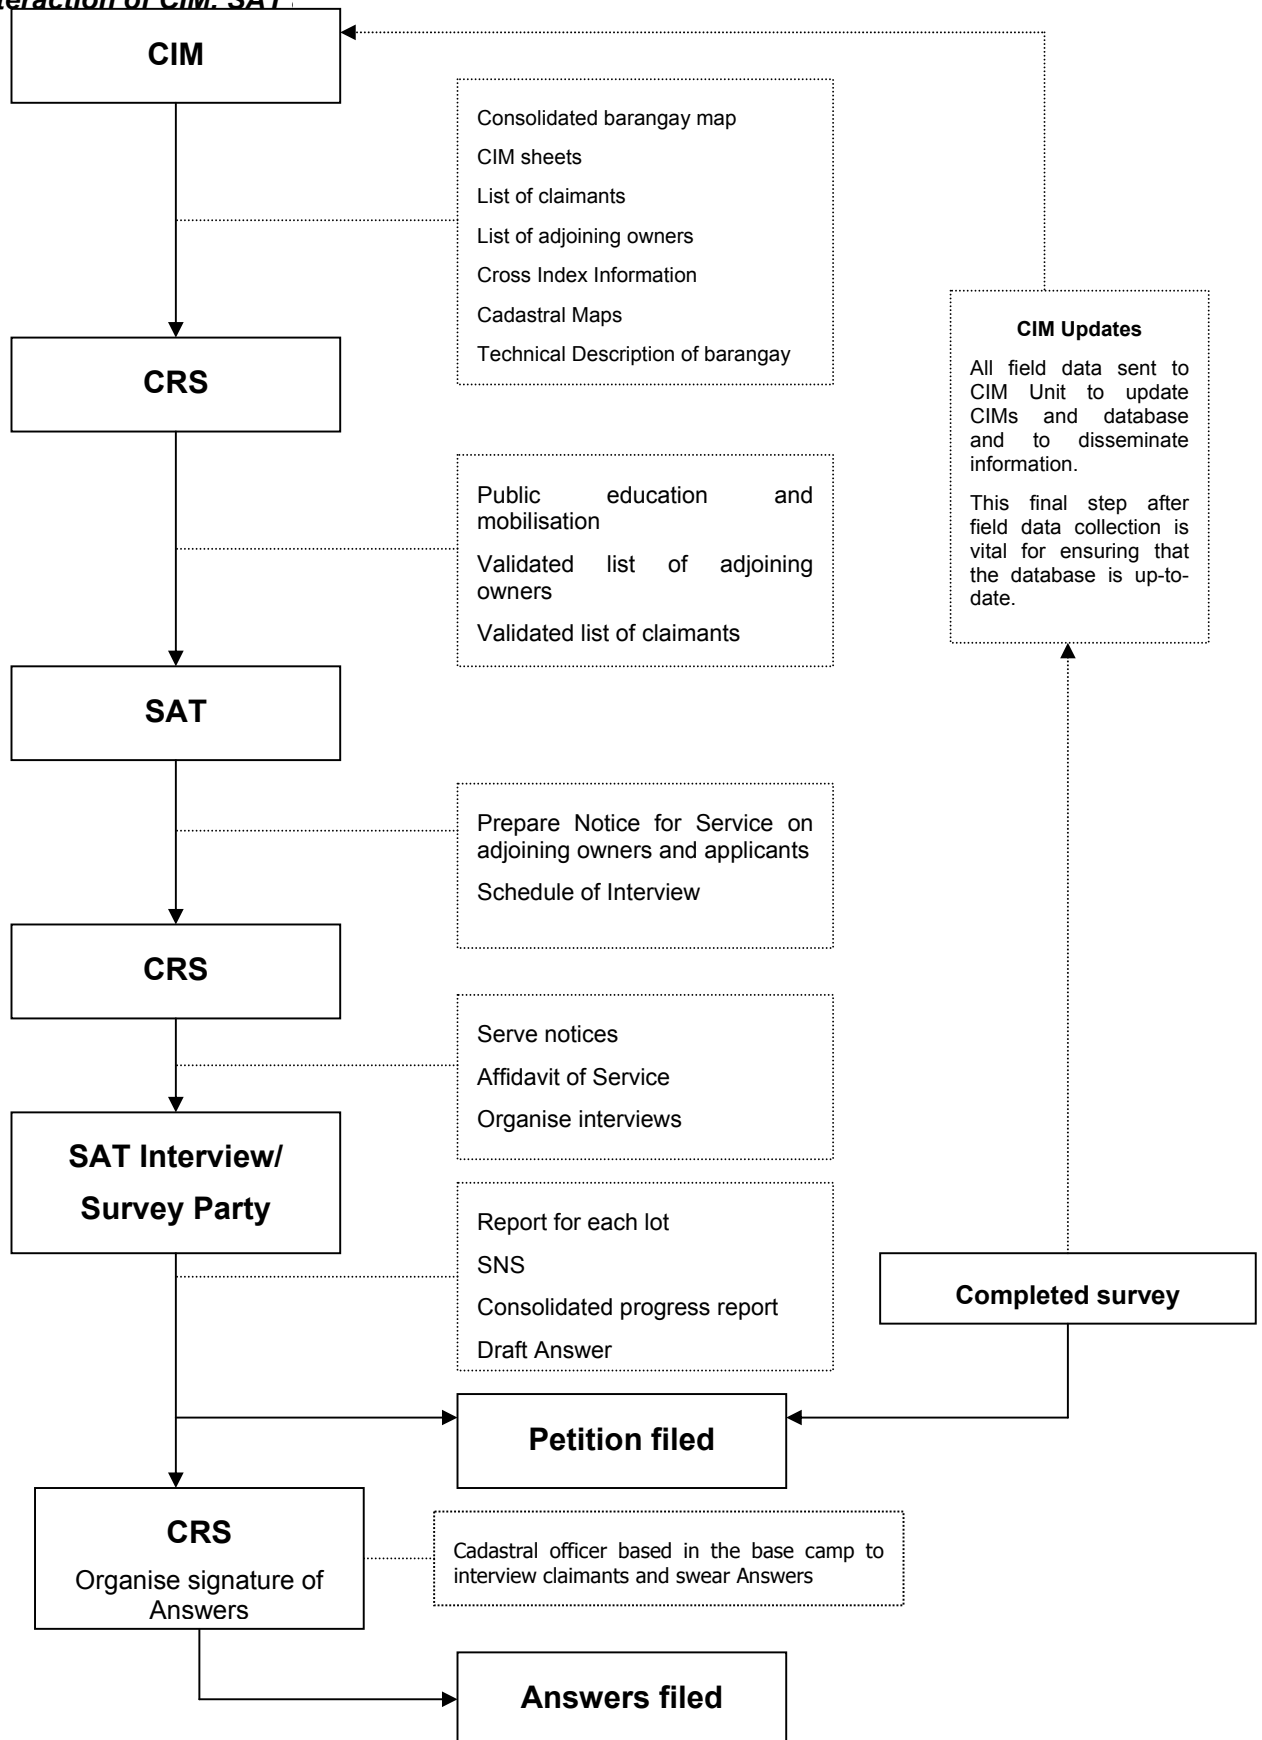 CIM, SAT
CIM
Consolidated barangay map
CIM sheets
List of claimants
List of adjoining owners
Cross Index Information
Cadastral Maps
Technical Description of barangay
CRS
Public education and
mobilisation
Validated list of adjoining
owners
Validated list of claimants
SAT
Prepare Notice for Service on
adjoining owners and applicants
Schedule of Interview
CRS
Serve notices
Affidavit of Service
Organise interviews
SAT Interview/
Survey Party
Report for each lot
SNS
Consolidated progress report
Draft Answer
CIM Updates
All field data sent to
CIM Unit to update
CIMs and database
and to disseminate
information.
This final step after
field data collection is
vital for ensuring that
the database is up-to-
date.
Completed survey
Petition filed
CRS
Organise signature of
Answers
Cadastral officer based in the base camp to
interview claimants and swear Answers
Answers filed